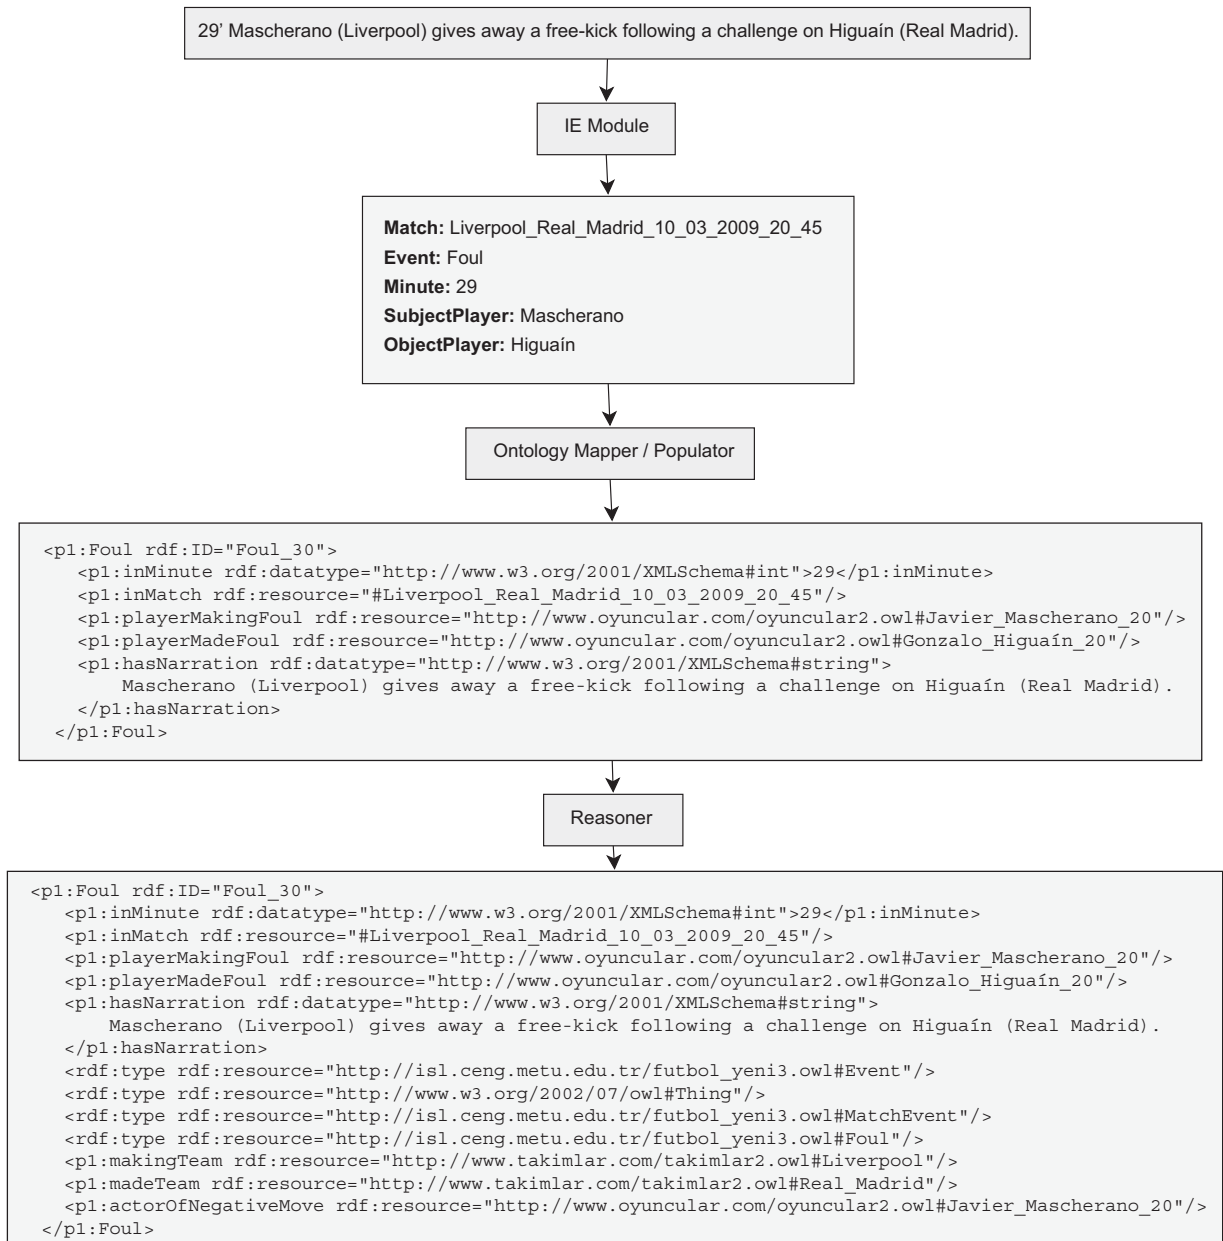 29’ Mascherano (Liverpool) gives away a free-kick following a challenge on Higuaín (Real Madrid).
IE Module
Match: Liverpool_Real_Madrid_10_03_2009_20_45
Event: Foul
Minute: 29
SubjectPlayer: Mascherano
ObjectPlayer: Higuaín
Ontology Mapper / Populator
<p1:Foul rdf:ID="Foul_30">
<p1:inMinute rdf:datatype="http://www.w3.org/2001/XMLSchema#int">29</p1:inMinute>
<p1:inMatch rdf:resource="#Liverpool_Real_Madrid_10_03_2009_20_45"/>
<p1:playerMakingFoul rdf:resource="http://www.oyuncular.com/oyuncular2.owl#Javier_Mascherano_20"/>
<p1:playerMadeFoul rdf:resource="http://www.oyuncular.com/oyuncular2.owl#Gonzalo_Higuaín_20"/>
<p1:hasNarration rdf:datatype="http://www.w3.org/2001/XMLSchema#string">
Mascherano (Liverpool) gives away a free-kick following a challenge on Higuaín (Real Madrid).
</p1:hasNarration>
</p1:Foul>
Reasoner
<p1:Foul rdf:ID="Foul_30">
<p1:inMinute rdf:datatype="http://www.w3.org/2001/XMLSchema#int">29</p1:inMinute>
<p1:inMatch rdf:resource="#Liverpool_Real_Madrid_10_03_2009_20_45"/>
<p1:playerMakingFoul rdf:resource="http://www.oyuncular.com/oyuncular2.owl#Javier_Mascherano_20"/>
<p1:playerMadeFoul rdf:resource="http://www.oyuncular.com/oyuncular2.owl#Gonzalo_Higuaín_20"/>
<p1:hasNarration rdf:datatype="http://www.w3.org/2001/XMLSchema#string">
Mascherano (Liverpool) gives away a free-kick following a challenge on Higuaín (Real Madrid).
</p1:hasNarration>
<rdf:type rdf:resource="http://isl.ceng.metu.edu.tr/futbol_yeni3.owl#Event"/>
<rdf:type rdf:resource="http://www.w3.org/2002/07/owl#Thing"/>
<rdf:type rdf:resource="http://isl.ceng.metu.edu.tr/futbol_yeni3.owl#MatchEvent"/>
<rdf:type rdf:resource="http://isl.ceng.metu.edu.tr/futbol_yeni3.owl#Foul"/>
<p1:makingTeam rdf:resource="http://www.takimlar.com/takimlar2.owl#Liverpool"/>
<p1:madeTeam rdf:resource="http://www.takimlar.com/takimlar2.owl#Real_Madrid"/>
<p1:actorOfNegativeMove rdf:resource="http://www.oyuncular.com/oyuncular2.owl#Javier_Mascherano_20"/>
</p1:Foul>